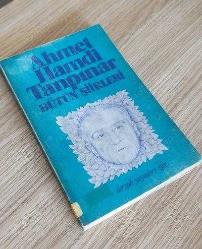 Ahmet
Hamdi
Tanpınar
BÜTÜN ŞİİRLERİ